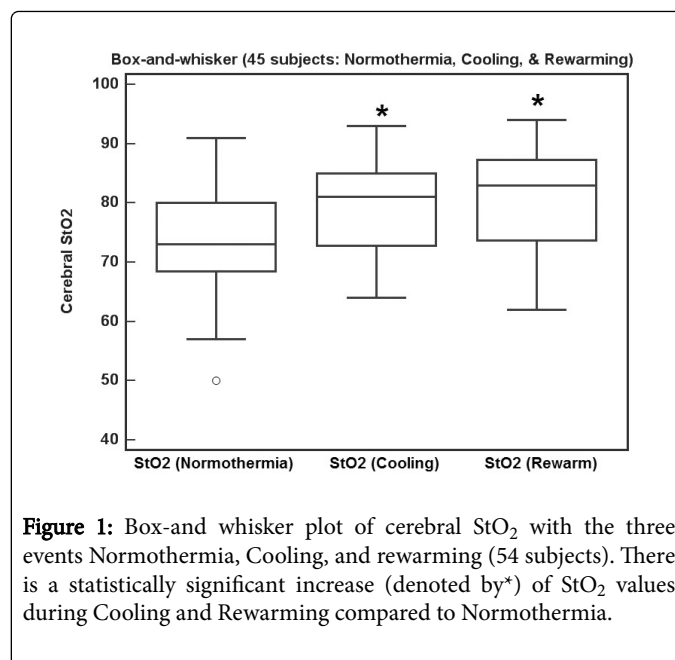 Box-and-whisker (45 subjects: Normothermia, Cooling, & Rewarming)
100
90
80
70
60
50
40
Cerebral StO2
*
*
StO2 (Normothermia)
StO2 (Cooling)
StO2 (Rewarm)
Figure 1: Box-and whisker plot of cerebral StO₂ with the three
events Normothermia, Cooling, and rewarming (54 subjects). There
is a statistically significant increase (denoted by*) of StO₂ values
during Cooling and Rewarming compared to Normothermia.